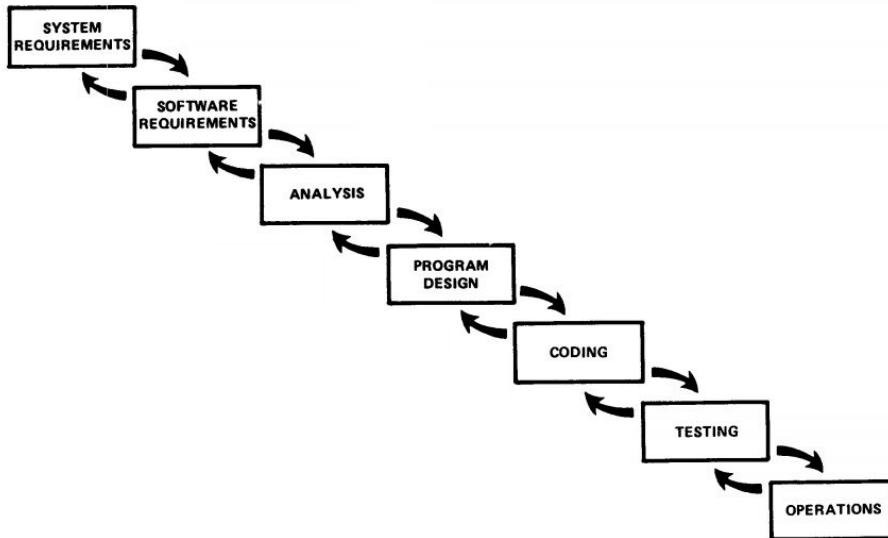 SYSTEM
REQUIREMENTS
SOFTWARE
REQUIREMENTS
ANALYSIS
PROGRAM
DESIGN
CODING
TESTING
OPERATIONS